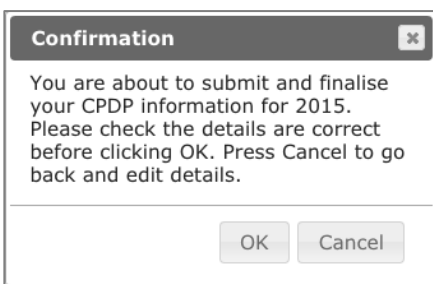 Confirmation
You are about to submit and finalise
your CPDP information for 2015.
Please check the details are correct
before clicking OK. Press Cancel to go
back and edit details.
OK Cancel